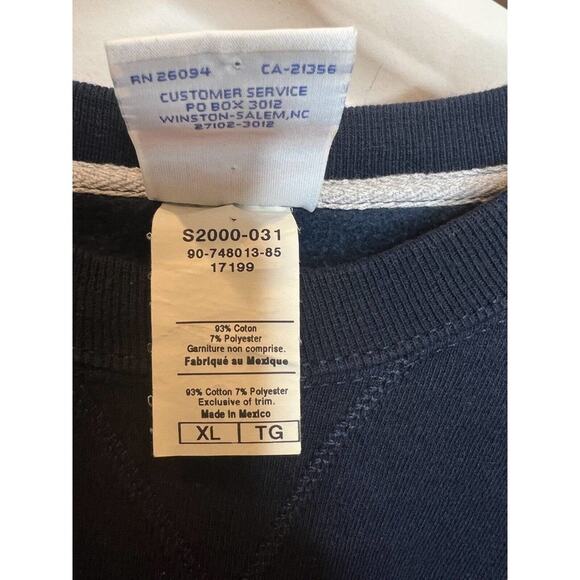 RN 26094 CA-21356
CUSTOMER SERVICE
PO BOX 3012
WINSTON-SALEM, NC
27102-3012
S2000-031
90-748013-85
17199
93% Coton
7% Polyester
Garniture non comprise.
Fabriqué au Mexique
93% Cotton 7% Polyester
Exclusive of trim.
Made in Mexico
XL TG